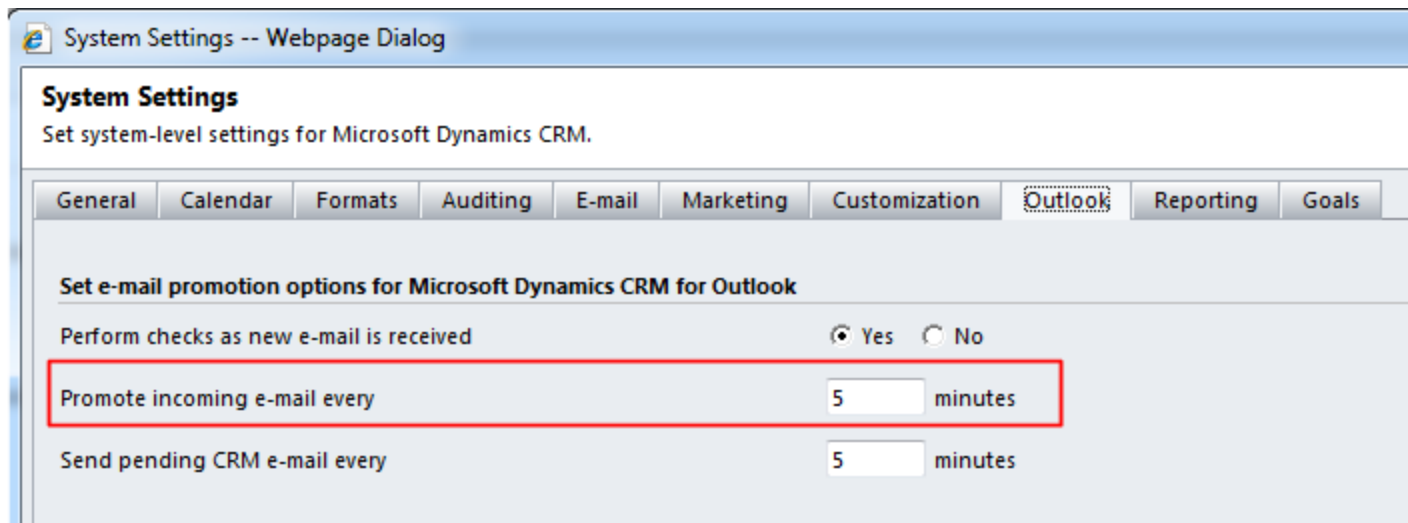 System Settings -- Webpage Dialog
System Settings
Set system-level settings for Microsoft Dynamics CRM.
General Calendar Formats Auditing E-mail Marketing Customization Outlook Reporting Goals
Set e-mail promotion options for Microsoft Dynamics CRM for Outlook
Perform checks as new e-mail is received Yes No
Promote incoming e-mail every 5 minutes
Send pending CRM e-mail every 5 minutes